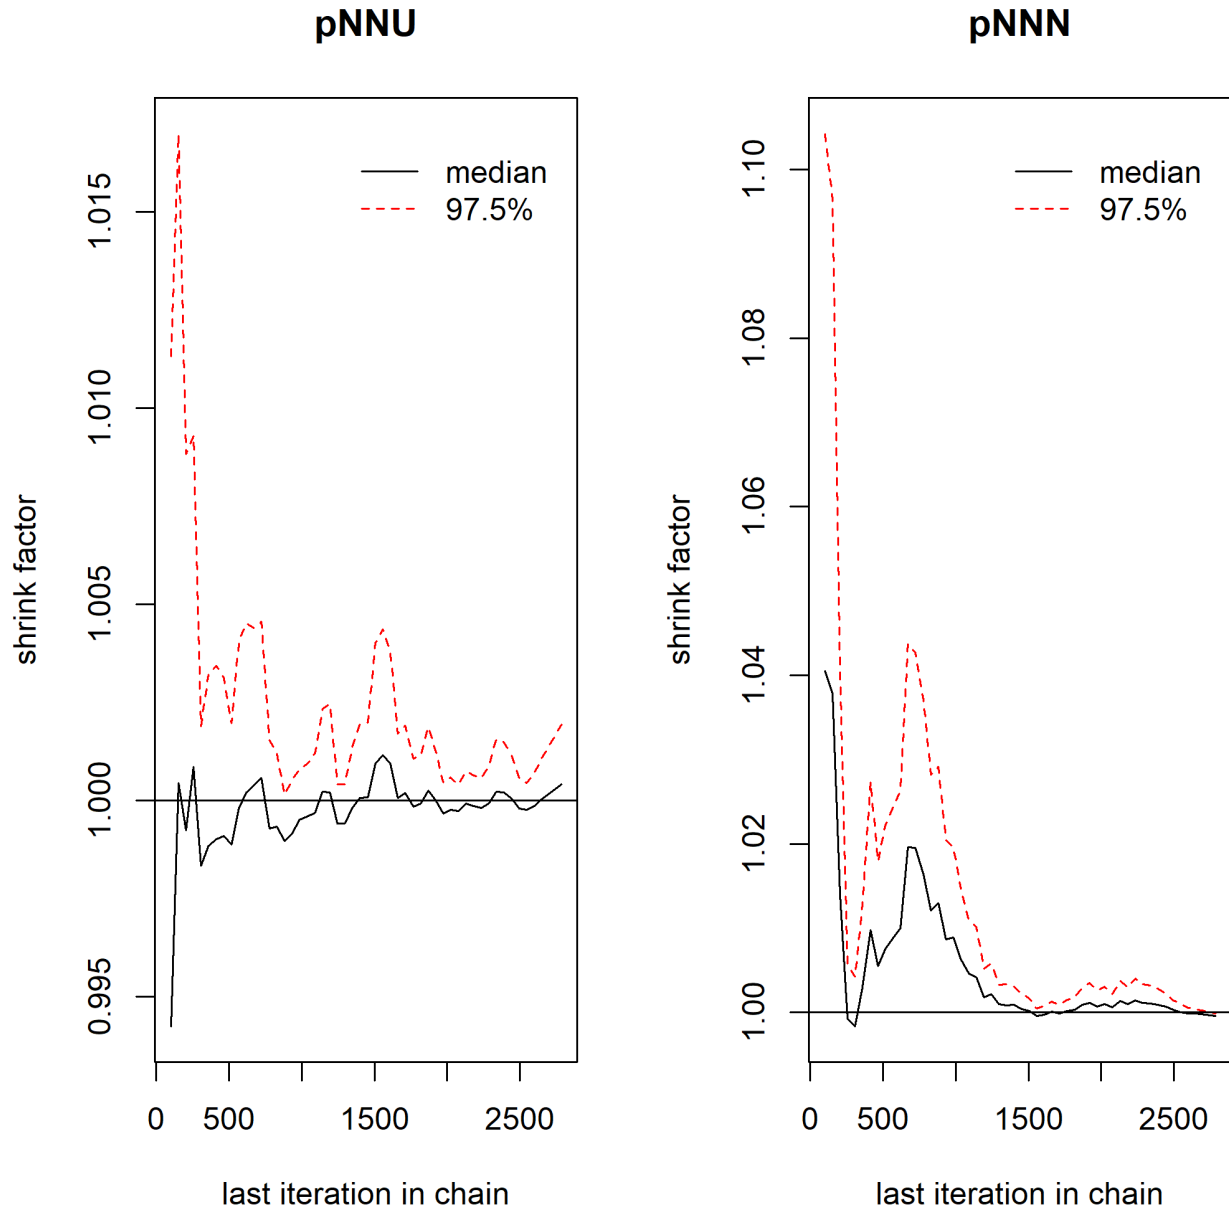 pNNU
median
97.5%
1.015
1.010
1.005
1.000
0.995
shrink factor
0
500
1500
2500
last iteration in chain
pNNN
median
97.5%
1.10
1.08
1.06
1.04
1.02
1.00
shrink factor
0
500
1500
2500
last iteration in chain